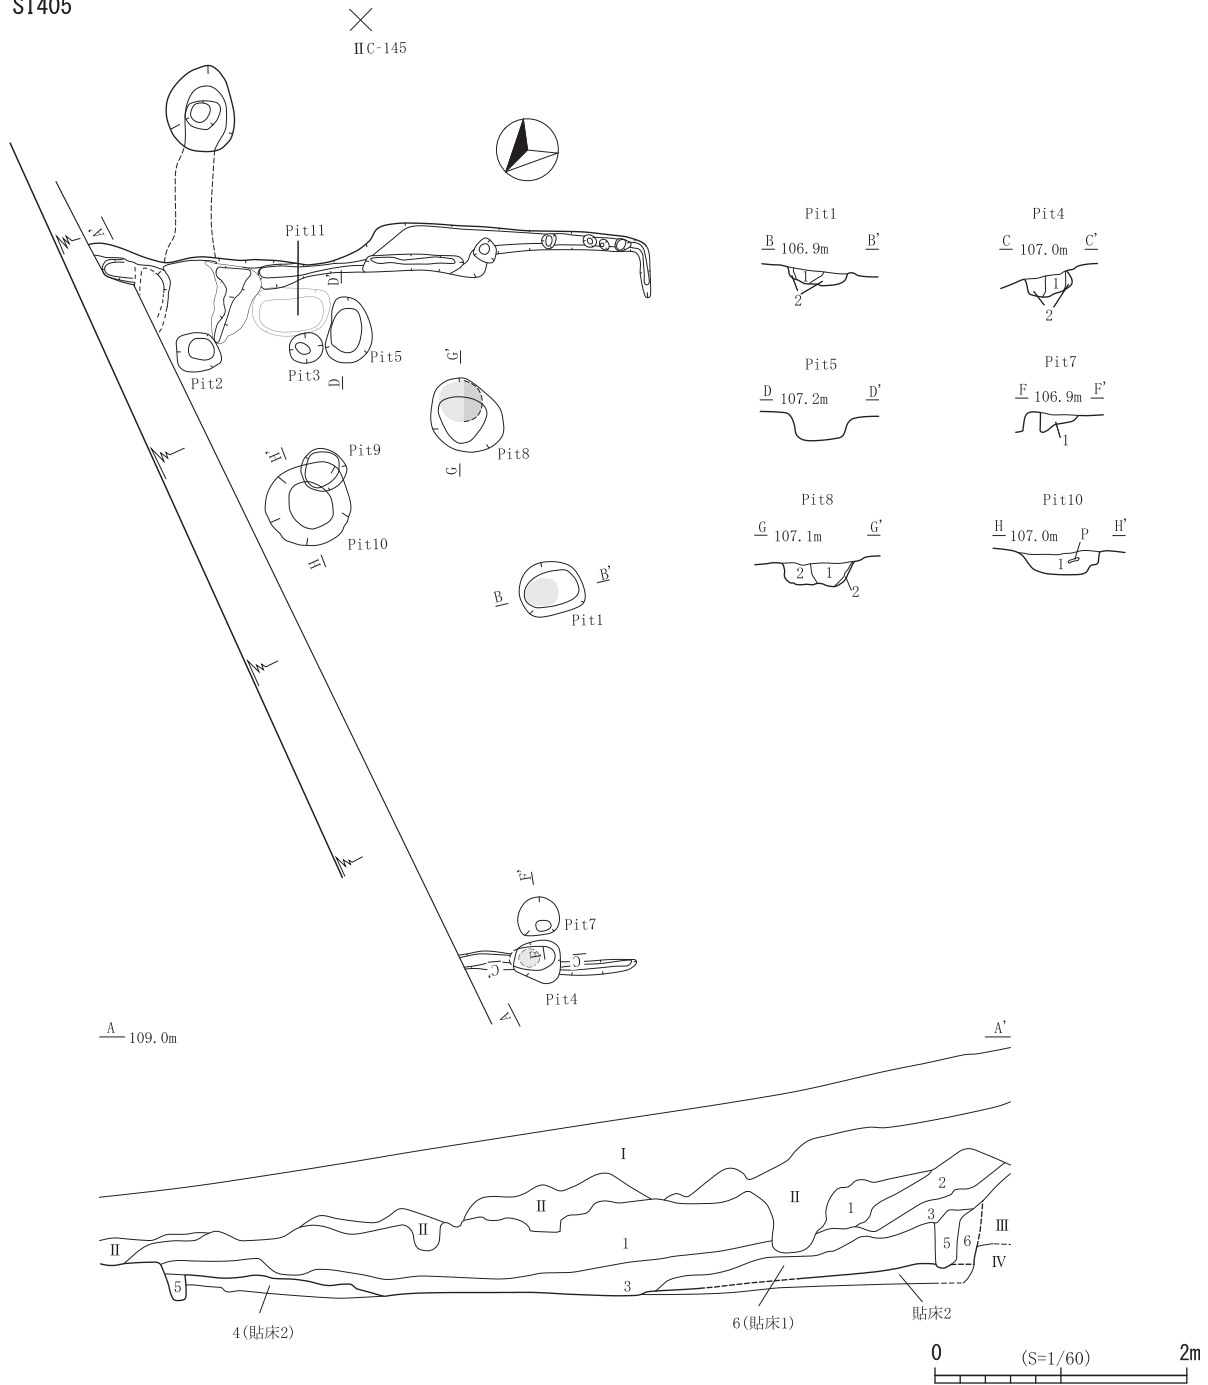 SI405
ⅡC-145
A'
Pit11
D'
Pit5
Pit3
D
Pit2
G'
Pit8
G
Pit9
H'
Pit10
H
B
B'
Pit1
F'
Pit7
F
C
C'
Pit4
A
Pit1
B 106.9m B'
1
2
Pit4
C 107.0m C'
1
2
Pit5
D 107.2m D'
Pit7
F 106.9m F'
1
Pit8
G 107.1m G'
2 1
2
Pit10
H 107.0m P H'
1
A 109.0m A'
Ⅰ
Ⅱ Ⅱ Ⅱ Ⅱ
1 1 2
3 3
5 5 6
Ⅲ
Ⅳ
4(貼床2)
6(貼床1)
貼床2
0 (S=1/60) 2m